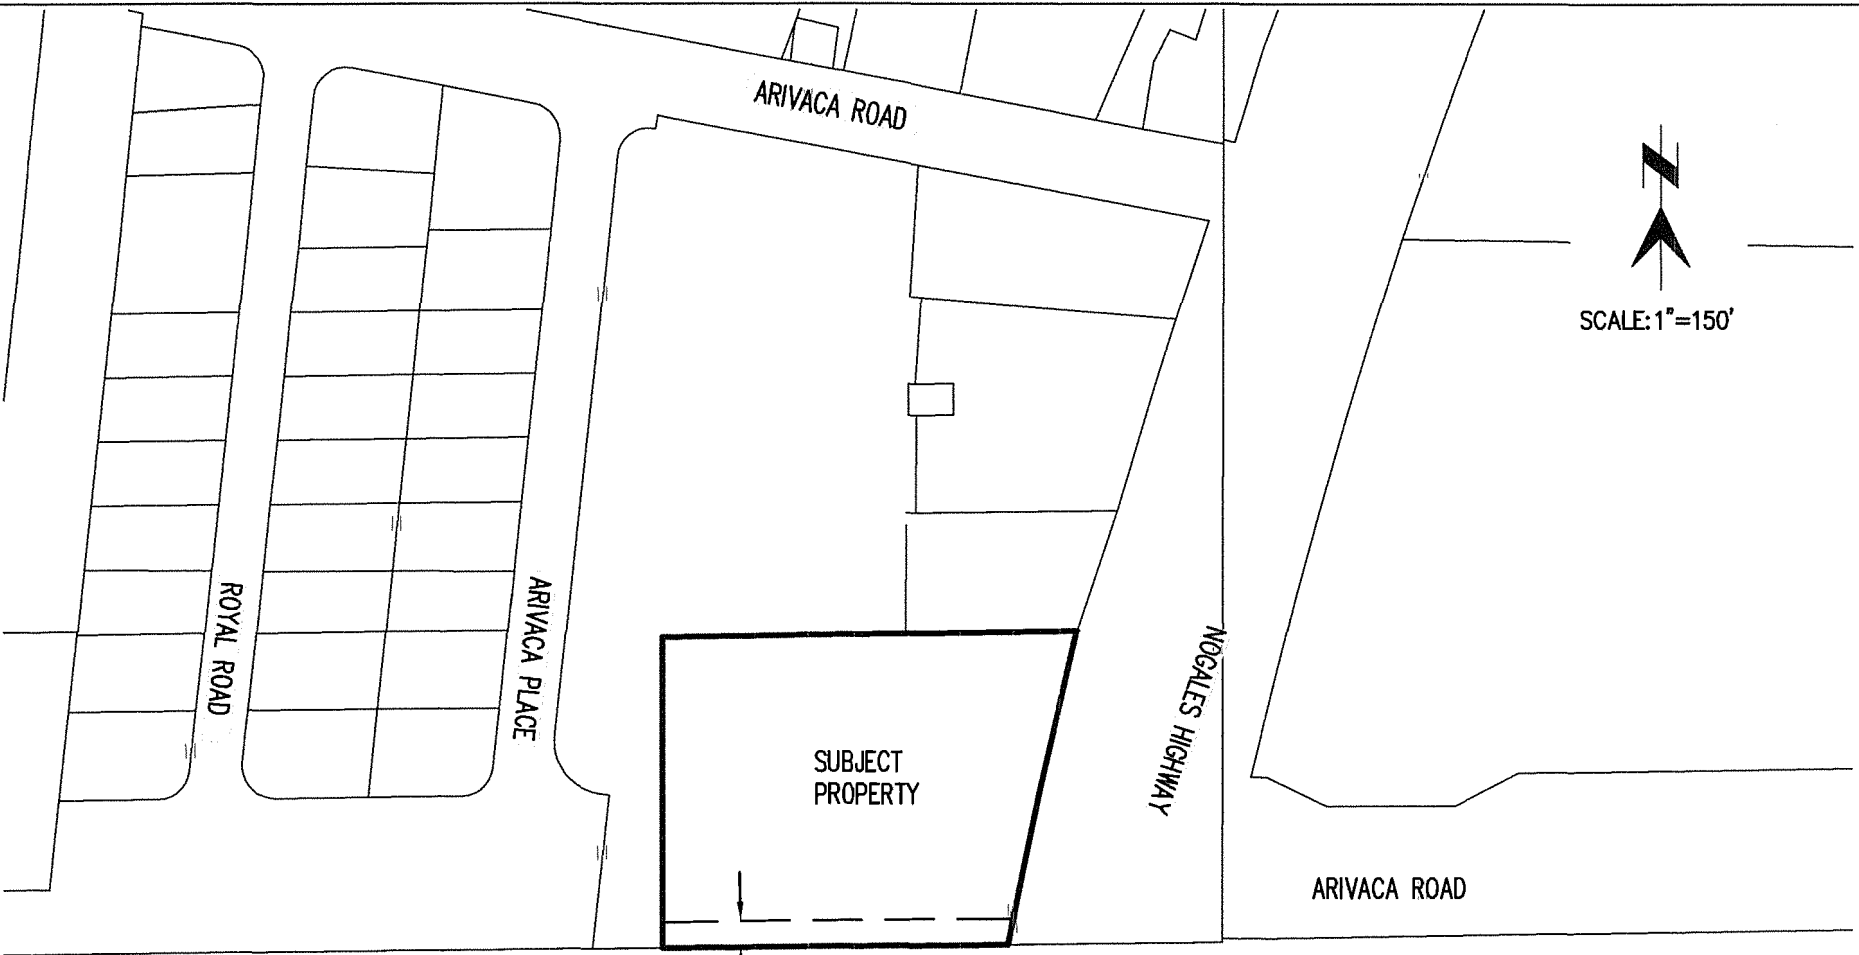 ARIVACA ROAD
N
SCALE: 1"=150'
ROYAL ROAD
ARIVACA PLACE
NOGALES HIGHWAY
SUBJECT
PROPERTY
ARIVACA ROAD